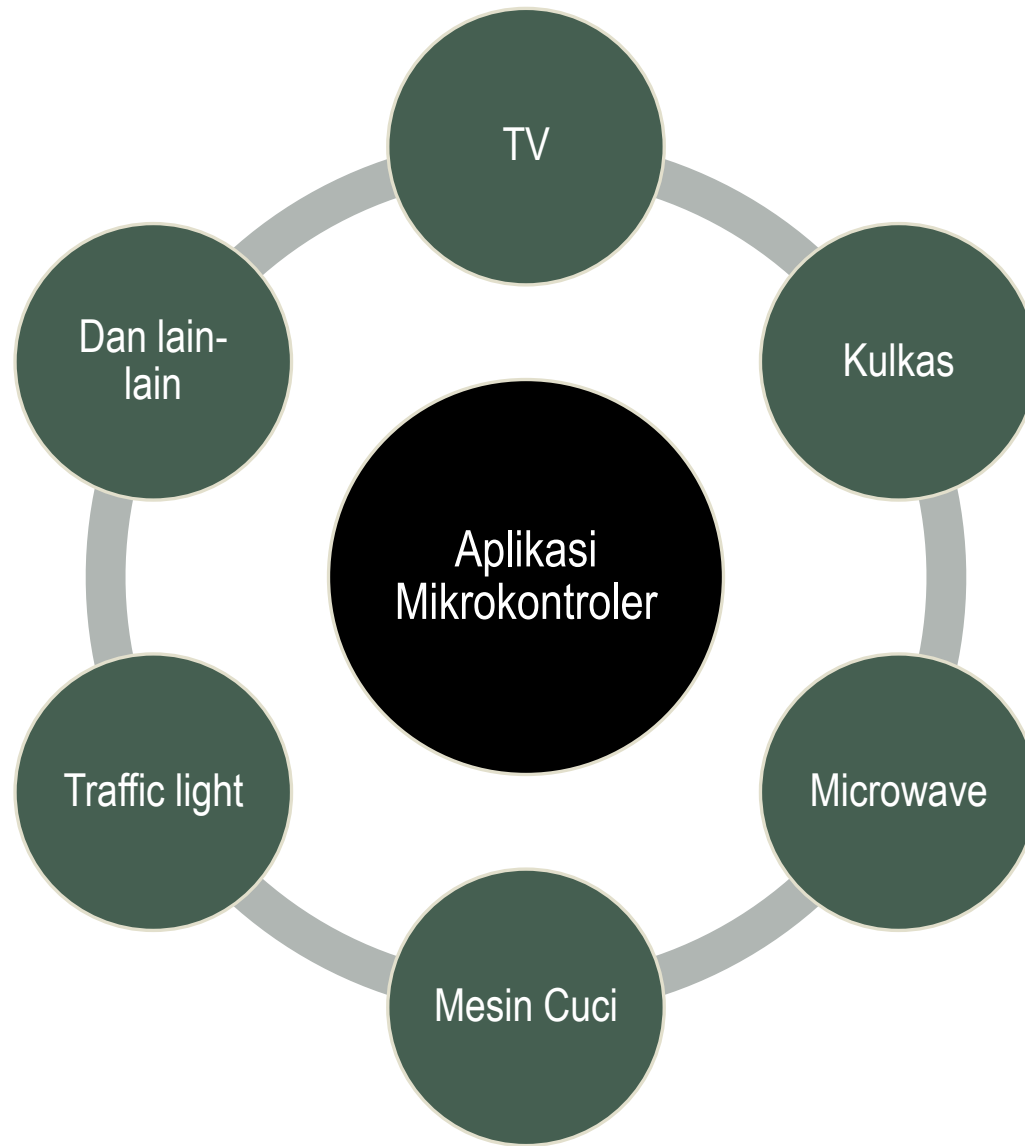 TV
Kulkas
Microwave
Mesin Cuci
Traffic light
Dan lain-
lain
Aplikasi
Mikrokontroler